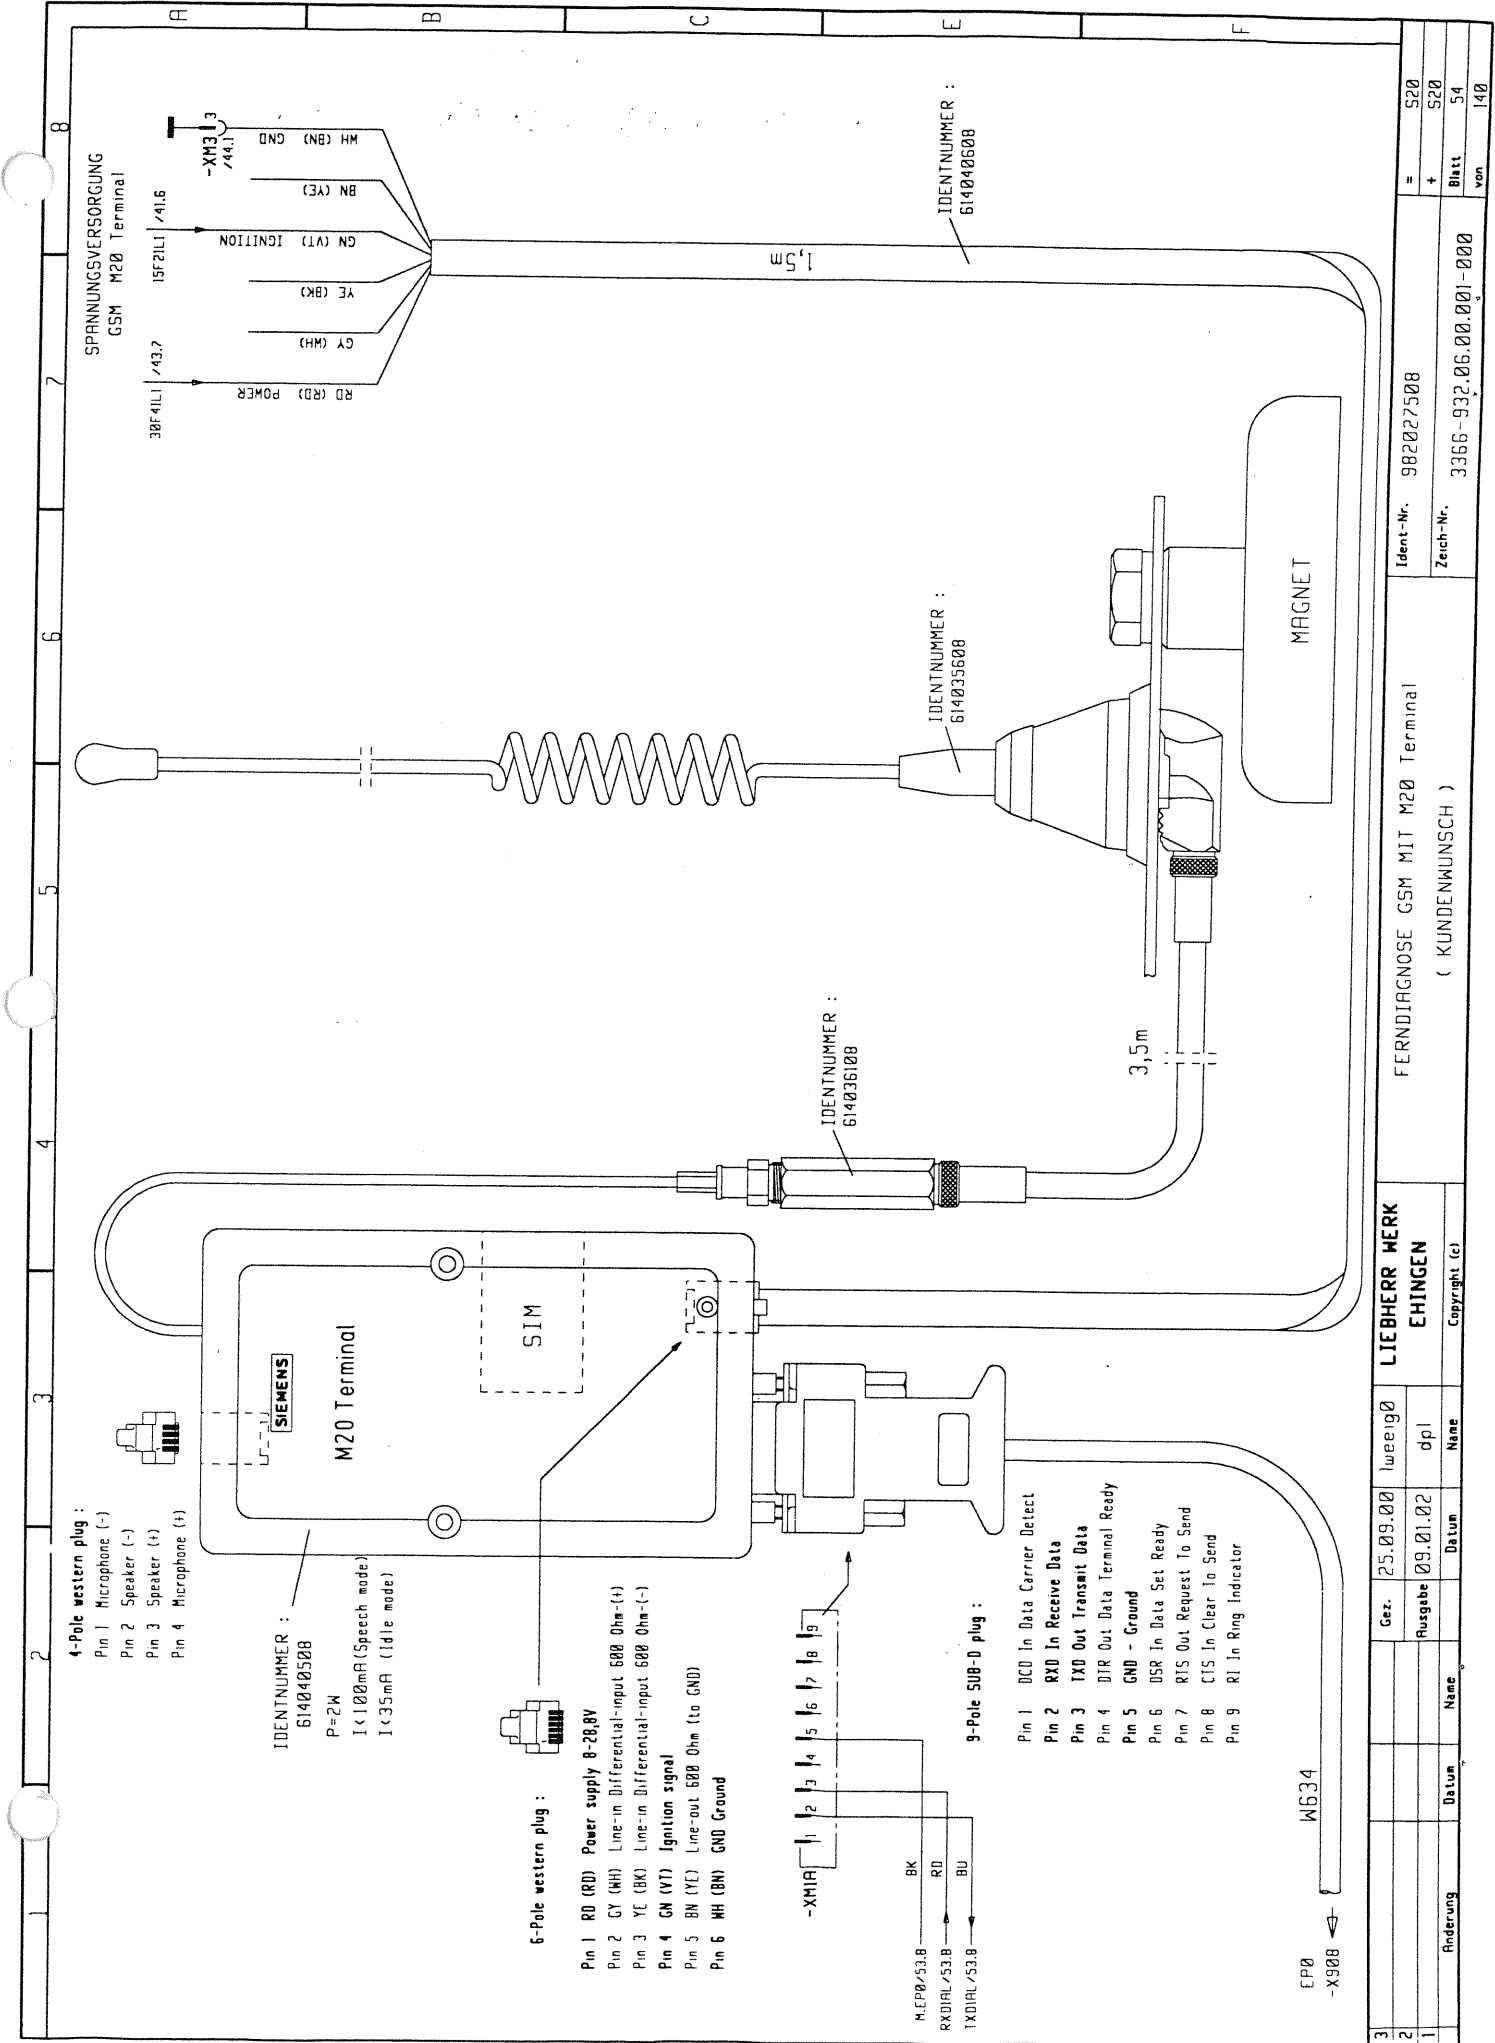 1
2
3
4
5
6
7
8
A
B
C
E
F
4-Pole western plug :
Pin 1 Microphone (-)
Pin 2 Speaker (-)
Pin 3 Speaker (+)
Pin 4 Microphone (+)
IDENTNUMMER :
614040508
P=2W
I<100mA(Speech mode)
I<35mA (Idle mode)
SIEMENS
M20 Terminal
SIM
6-Pole western plug :
Pin 1 RD (RD) Power supply 8-28,8V
Pin 2 GY (WH) Line-in Differential-input 600 Ohm-(+)
Pin 3 YE (BK) Line-in Differential-input 600 Ohm-(-)
Pin 4 GN (VT) Ignition signal
Pin 5 BN (YE) Line-out 600 Ohm (to GND)
Pin 6 WH (BN) GND Ground
-XM1A
1 2 3 4 5 6 7 8 9
M.EP0/53.8
BK
RXD1AL/53.8
RD
TXD1AL/53.8
BU
9-Pole SUB-D plug :
Pin 1 DCD In Data Carrier Detect
Pin 2 RXD In Receive Data
Pin 3 TXD Out Transmit Data
Pin 4 DTR Out Data Terminal Ready
Pin 5 GND - Ground
Pin 6 DSR In Data Set Ready
Pin 7 RTS Out Request To Send
Pin 8 CTS In Clear To Send
Pin 9 RI In Ring Indicator
EP0
-X908
W634
IDENTNUMMER :
614036108
3,5m
IDENTNUMMER :
614035608
MAGNET
SPANNUNGSVERSORGUNG
GSM M20 Terminal
30F41L1 /43.7
15F21L1 /41.6
-XM3 3
/44.1
RD (RD) POWER
GY (WH)
YE (BK)
GN (VT) IGNITION
BN (YE)
WH (BN) GND
1,5m
IDENTNUMMER :
614040608
3
2
1
Änderung
Datum
Name
Gez. 25.09.00 lweeig0
Ausgabe 09.01.02 dpl
Datum
Name
LIEBHERR WERK
EHINGEN
Copyright (c)
FERNDIAGNOSE GSM MIT M20 Terminal
( KUNDENWUNSCH )
Ident-Nr. 982027508
Zeich-Nr. 3366-932.06.00.001-000
= S20
+ S20
Blatt 54
von 140